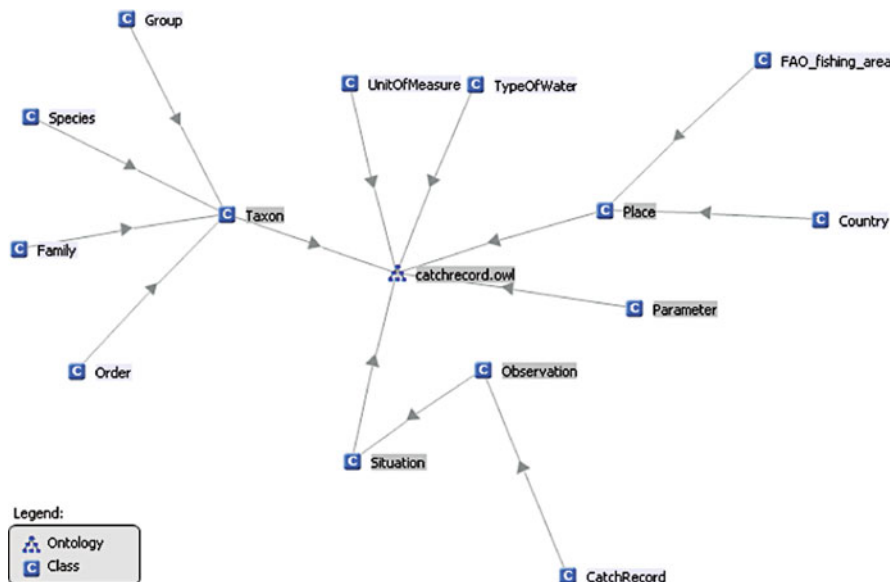 Group
FAO_fishing_area
UnitOfMeasure
TypeOfWater
Species
Taxon
Place
Country
Family
catchrecord.owl
Parameter
Order
Observation
Situation
Legend:
Ontology
Class
CatchRecord